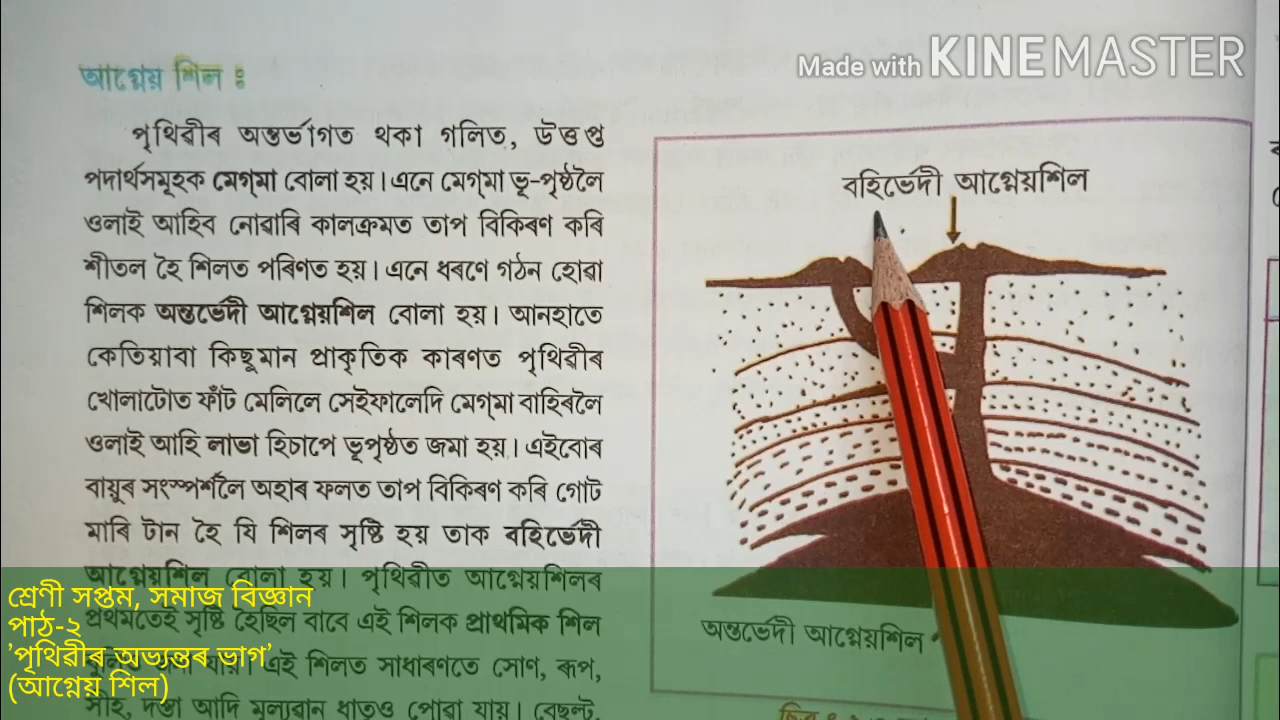 Made with KINEMASTER
আগ্নেয় শিল ঃ
পৃথিৱীৰ অন্তৰ্ভাগত থকা গলিত, উত্তপ্ত
পদাৰ্থসমূহক মেগ্‌মা বোলা হয়। এনে মেগ্‌মা ভূ-পৃষ্ঠলৈ
ওলাই আহিব নোৱাৰি কালক্ৰমত তাপ বিকিৰণ কৰি
শীতল হৈ শিলত পৰিণত হয়। এনে ধৰণে গঠন হোৱা
শিলক অন্তৰ্ভেদী আগ্নেয়শিল বোলা হয়। আনহাতে
কেতিয়াবা কিছুমান প্ৰাকৃতিক কাৰণত পৃথিৱীৰ
খোলাটোত ফাঁট মেলিলে সেইফালেদি মেগ্‌মা বাহিৰলৈ
ওলাই আহি লাভা হিচাপে ভূপৃষ্ঠত জমা হয়। এইবোৰ
বায়ুৰ সংস্পৰ্শলৈ অহাৰ ফলত তাপ বিকিৰণ কৰি গোট
মাৰি টান হৈ যি শিলৰ সৃষ্টি হয় তাক বহিৰ্ভেদী
আগ্নেয়শিল বোলা হয়। পৃথিৱীত আগ্নেয়শিলৰ
প্ৰথমতেই সৃষ্টি হৈছিল বাবে এই শিলক প্ৰাথমিক শিল
যায়। এই শিলত সাধাৰণতে সোণ, ৰূপ,
সীহ, দস্তা আদি মূল্যৱান ধাতুও পোৱা যায়। বেছল্ট,
বহিৰ্ভেদী আগ্নেয়শিল
অন্তৰ্ভেদী আগ্নেয়শিল
শ্ৰেণী সপ্তম, সমাজ বিজ্ঞান
পাঠ-২
'পৃথিৱীৰ অভ্যন্তৰ ভাগ'
(আগ্নেয় শিল)